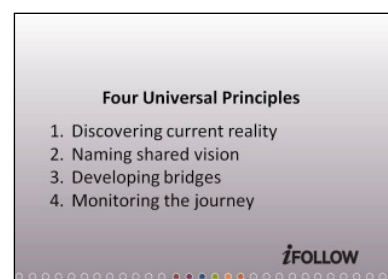 Four Universal Principles
1. Discovering current reality
2. Naming shared vision
3. Developing bridges
4. Monitoring the journey
iFOLLOW